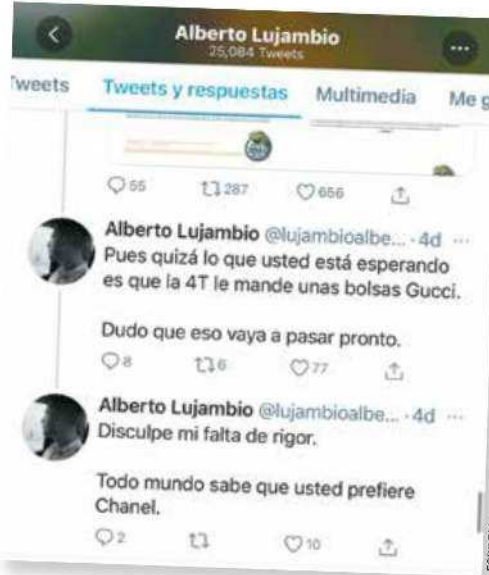 Alberto Lujambio
25,084 Tweets
Tweets
Tweets y respuestas
Multimedia
Me g
55
287
656
Alberto Lujambio @lujambioalbe... · 4d
Pues quizá lo que usted está esperando
es que la 4T le mande unas bolsas Gucci.
Dudo que eso vaya a pasar pronto.
8
6
77
Alberto Lujambio @lujambioalbe... · 4d
Disculpe mi falta de rigor.
Todo mundo sabe que usted prefiere
Chanel.
2
10